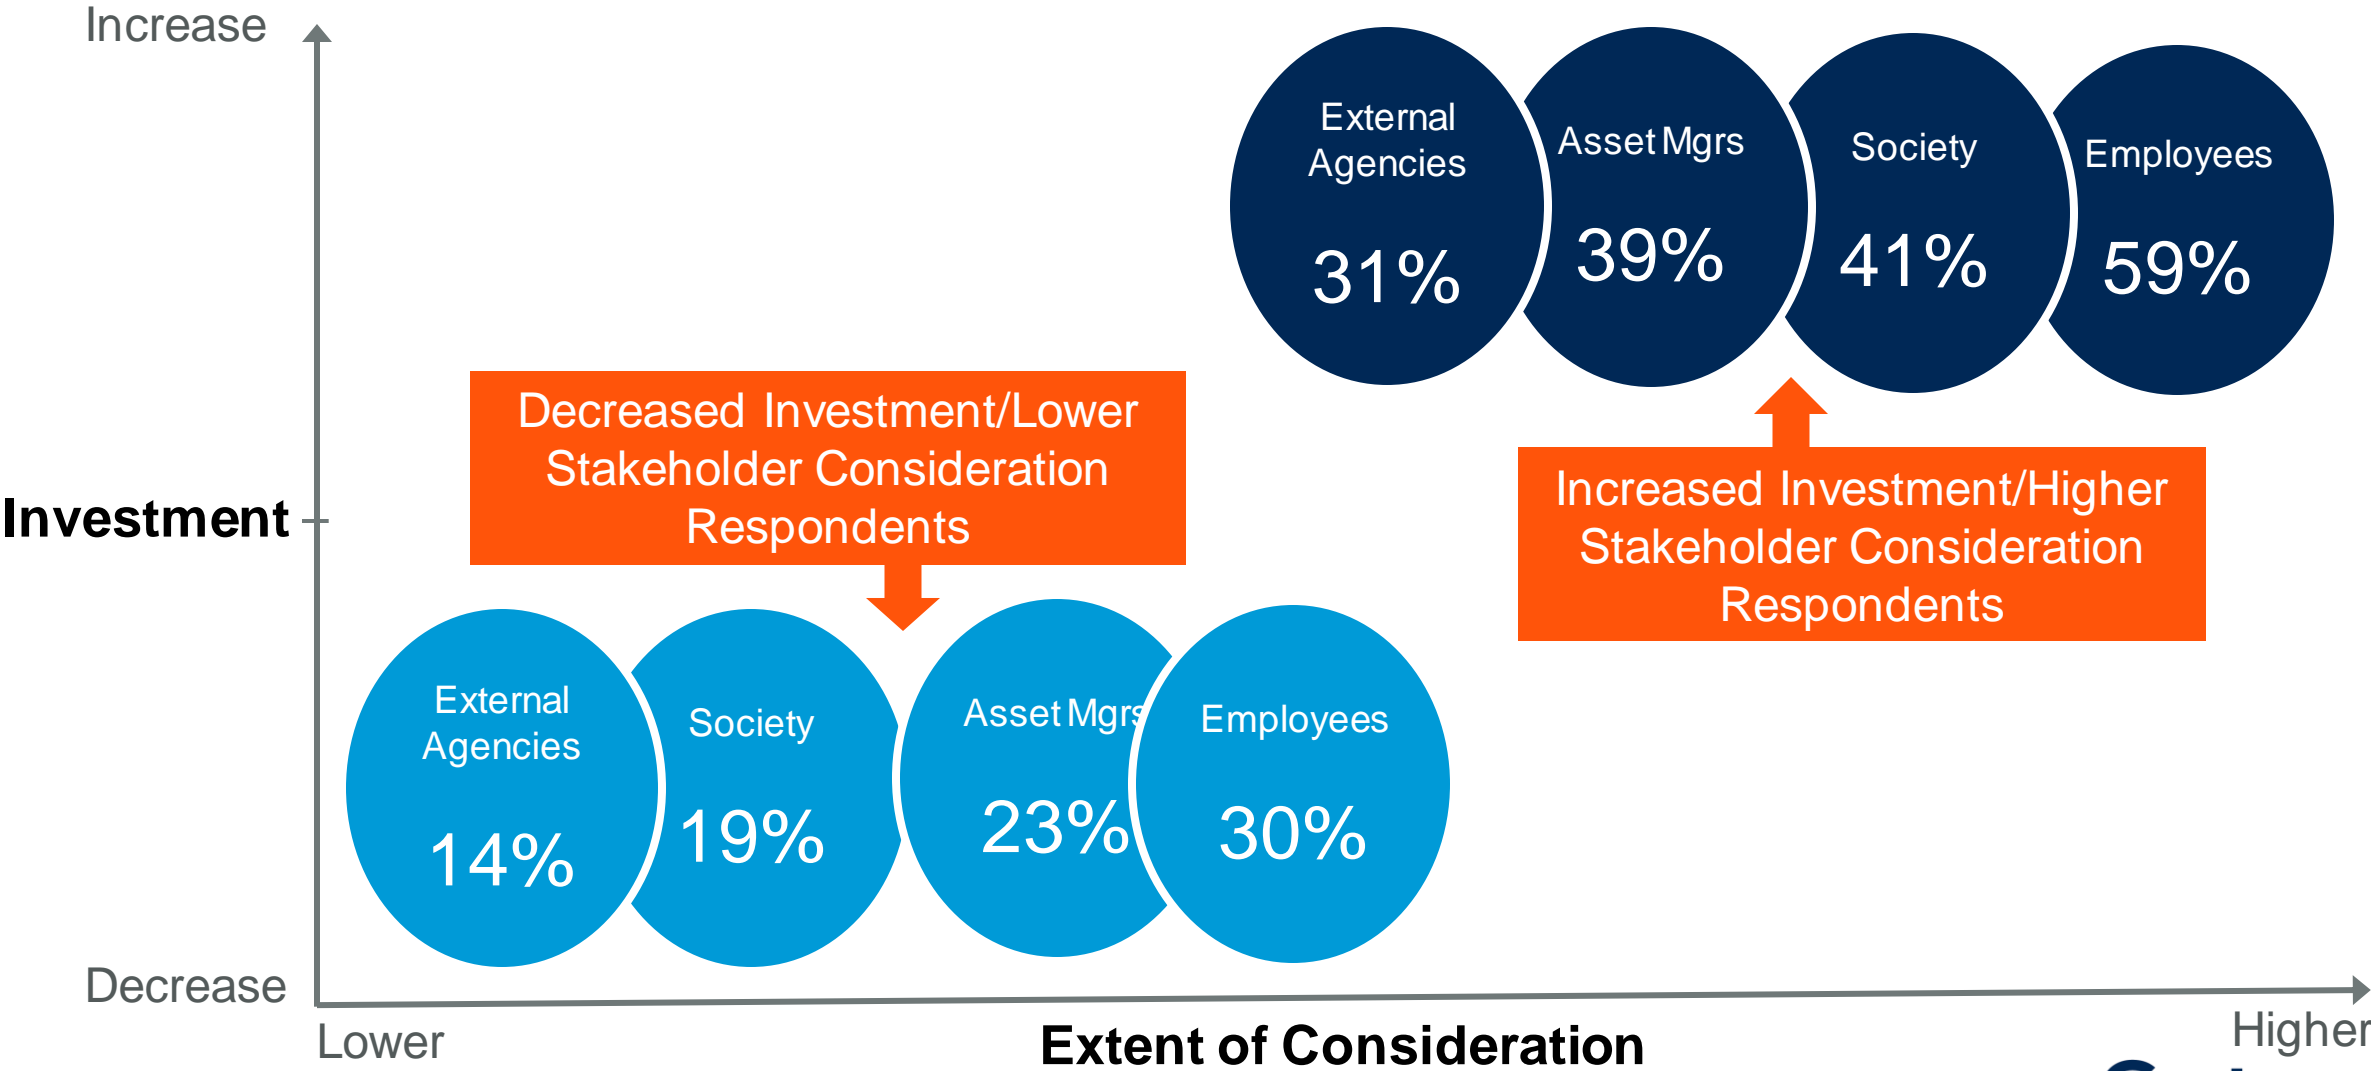 Increase
External
Agencies
31%
Asset Mgrs
39%
Society
41%
Employees
59%
Decreased Investment/Lower
Stakeholder Consideration
Respondents
Increased Investment/Higher
Stakeholder Consideration
Respondents
Investment
External
Agencies
14%
Society
19%
Asset Mgrs
23%
Employees
30%
Decrease
Lower
Extent of Consideration
Higher